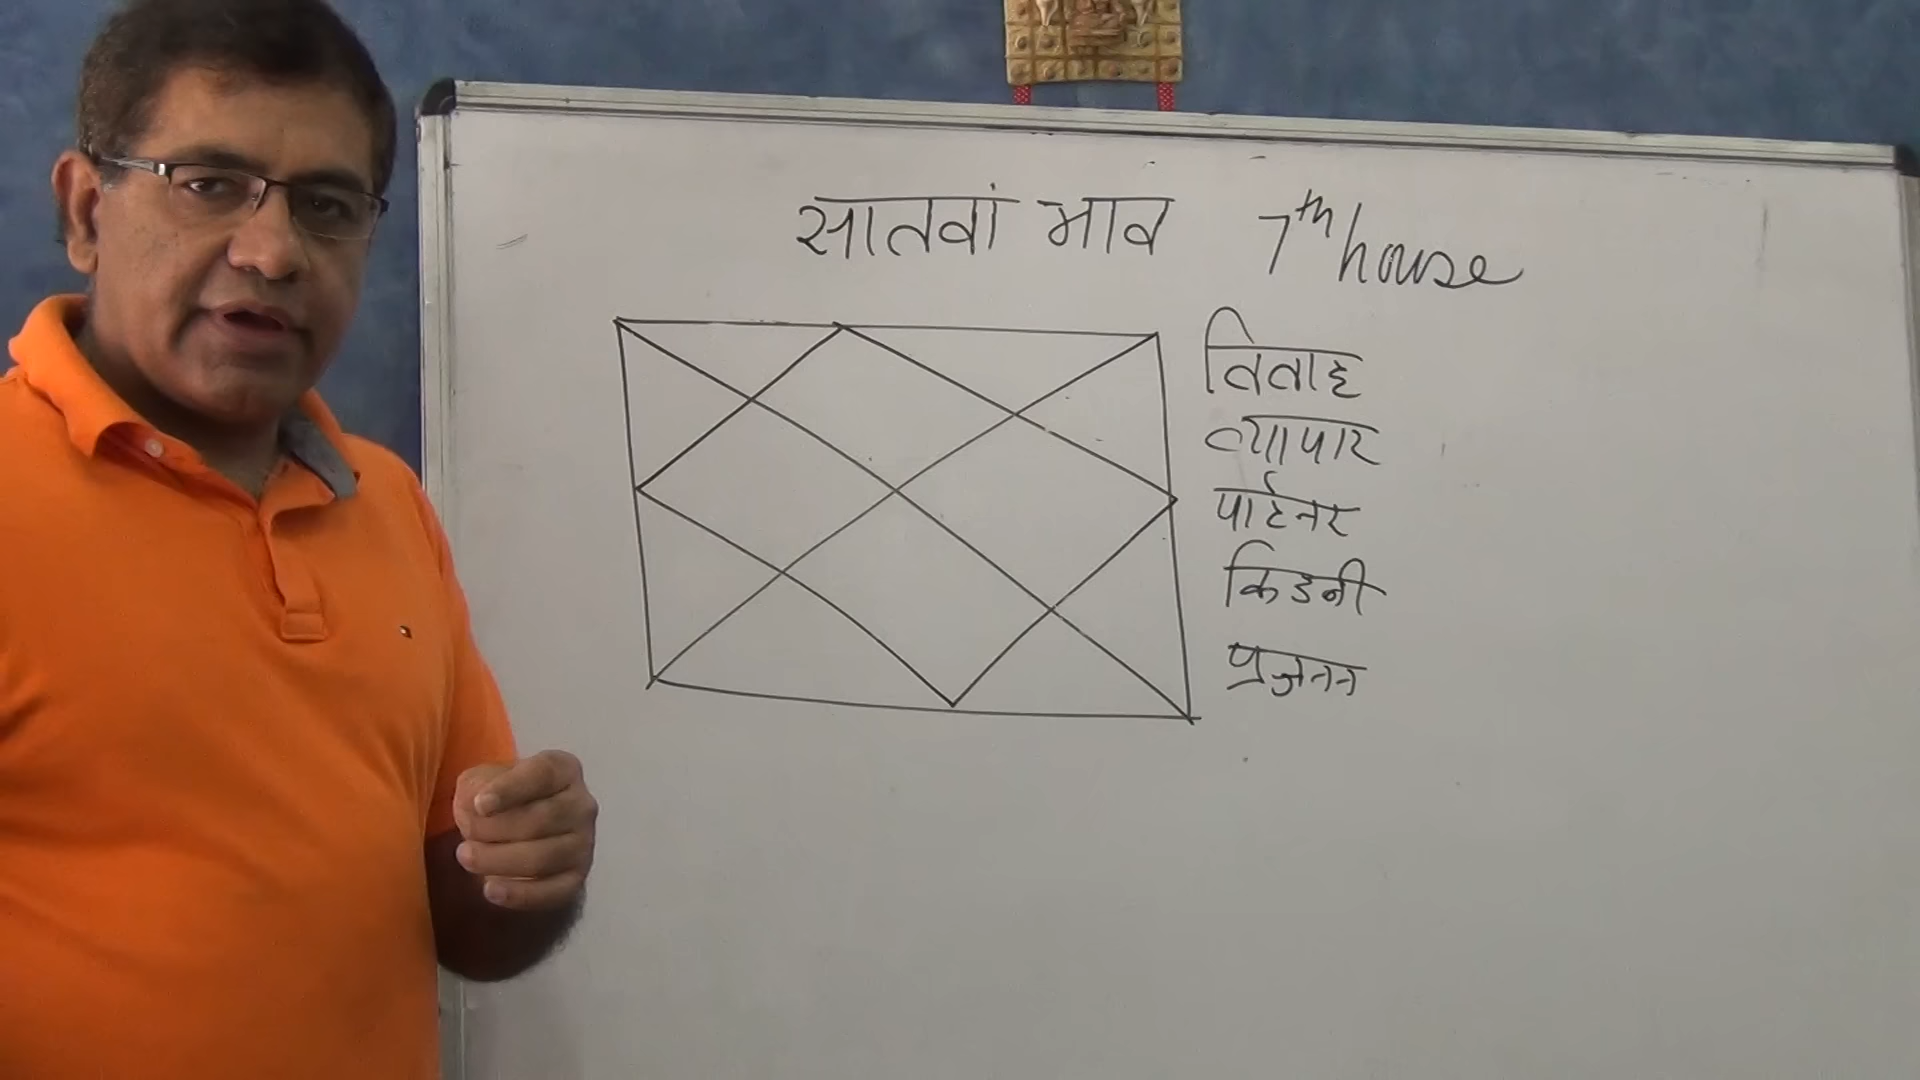 सातवां भाव 7th house
विवाह
व्यापार
पार्टनर
किडनी
प्रजनन